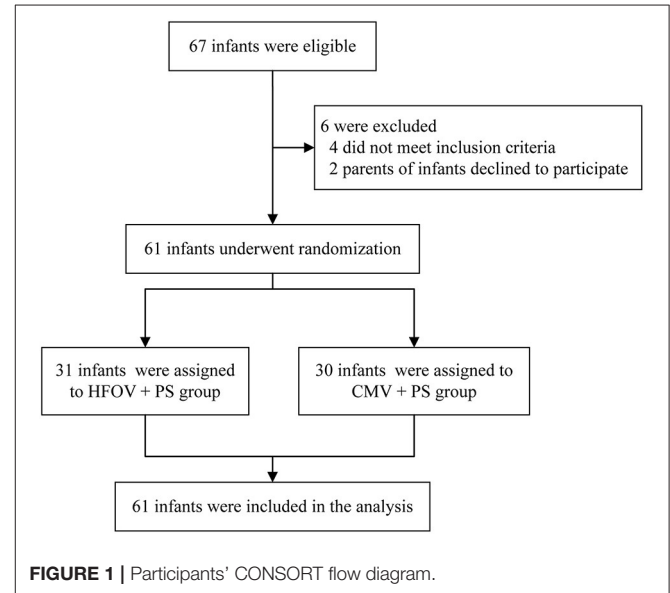 67 infants were eligible
6 were excluded
4 did not meet inclusion criteria
2 parents of infants declined to participate
61 infants underwent randomization
31 infants were assigned
to HFOV + PS group
30 infants were assigned to
CMV + PS group
61 infants were included in the analysis
FIGURE 1 | Participants' CONSORT flow diagram.